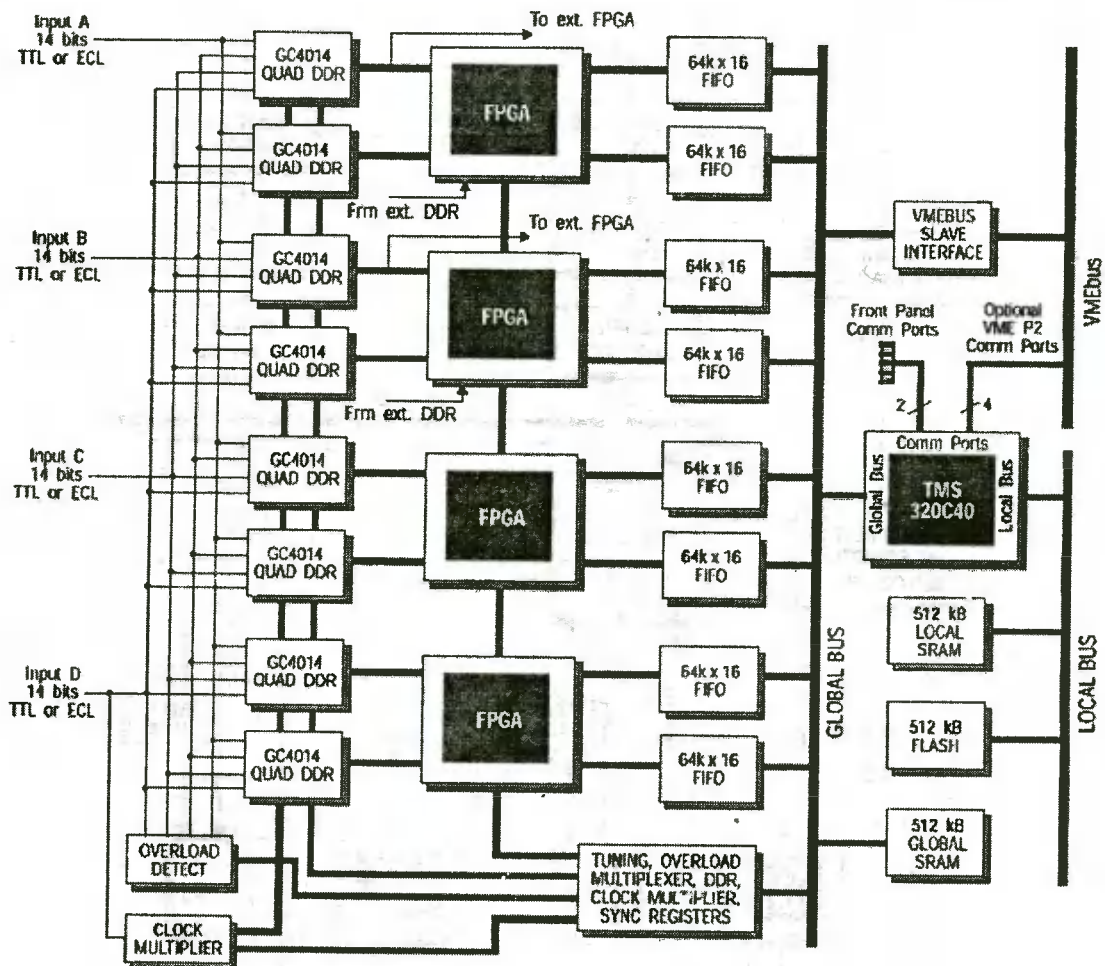 Input A
14 bits
TTL or ECL
GC4014
QUAD DDR
To ext. FPGA
FPGA
64k x 16
FIFO
GC4014
QUAD DDR
64k x 16
FIFO
Frm ext. DDR
To ext. FPGA
VMEBUS
SLAVE
INTERFACE
VMEbus
Input B
14 bits
TTL or ECL
GC4014
QUAD DDR
FPGA
64k x 16
FIFO
Front Panel
Comm Ports
Optional
VME P2
Comm Ports
GC4014
QUAD DDR
64k x 16
FIFO
Frm ext. DDR
2
4
Input C
14 bits
TTL or ECL
GC4014
QUAD DDR
FPGA
64k x 16
FIFO
Comm Ports
Global Bus
TMS
320C40
Local Bus
GC4014
QUAD DDR
64k x 16
FIFO
512 kB
LOCAL
SRAM
Input D
14 bits
TTL or ECL
GC4014
QUAD DDR
FPGA
64k x 16
FIFO
GLOBAL BUS
LOCAL BUS
512 kB
FLASH
GC4014
QUAD DDR
64k x 16
FIFO
512 kB
GLOBAL
SRAM
OVERLOAD
DETECT
TUNING, OVERLOAD
MULTIPLEXER, DDR,
CLOCK MULTIPLIER,
SYNC REGISTERS
CLOCK
MULTIPLIER